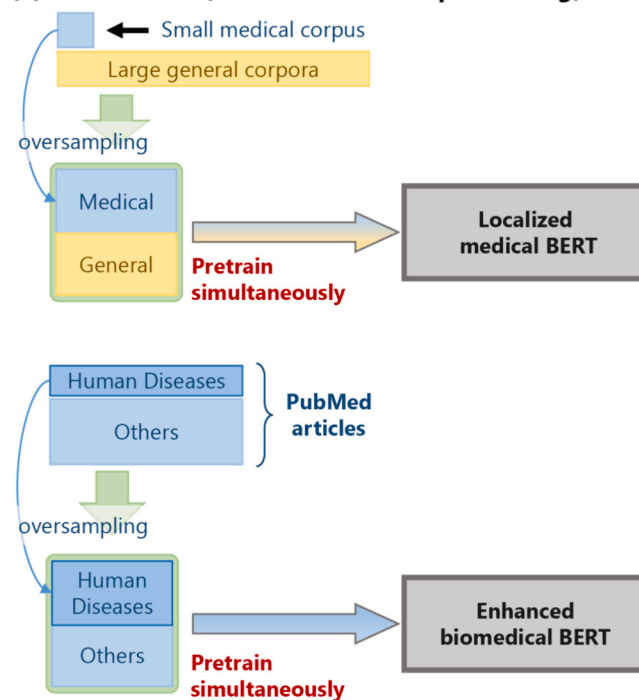 Small medical corpus
Large general corpora
oversampling
Medical
General
Pretrain
simultaneously
Localized
medical BERT
Human Diseases
Others
PubMed
articles
oversampling
Human
Diseases
Others
Pretrain
simultaneously
Enhanced
biomedical BERT